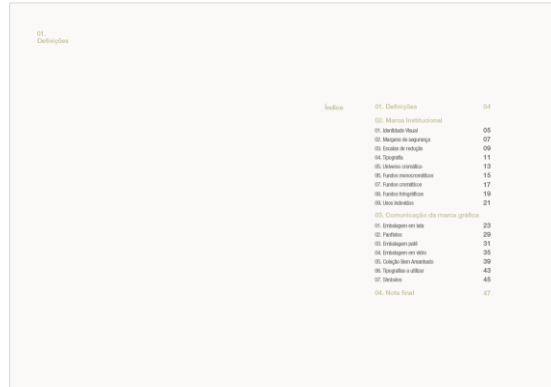 01.
Definições
Índice
01. Definições 04
02. Marca Institucional
01. Identidade Visual 05
02. Margens de segurança 07
03. Escalas de redução 09
04. Tipografia 11
05. Universo cromático 13
06. Fundos monocromáticos 15
07. Fundos cromáticos 17
08. Fundos fotográficos 19
09. Usos indevidos 21
03. Comunicação da marca gráfica
01. Embalagem em lata 23
02. Panfletos 29
03. Embalagem patê 31
04. Embalagem em vidro 35
05. Coleção Bem Amanhado 39
06. Tipografias a utilizar 43
07. Símbolos 45
04. Nota final 47